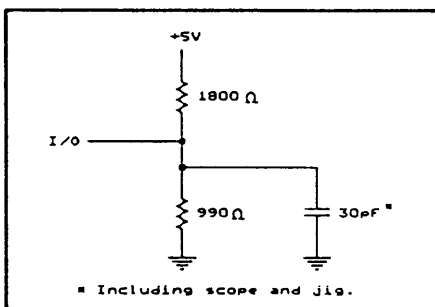 +5V
1800 Ω
I/O
990Ω
30pF *
* Including scope and jig.